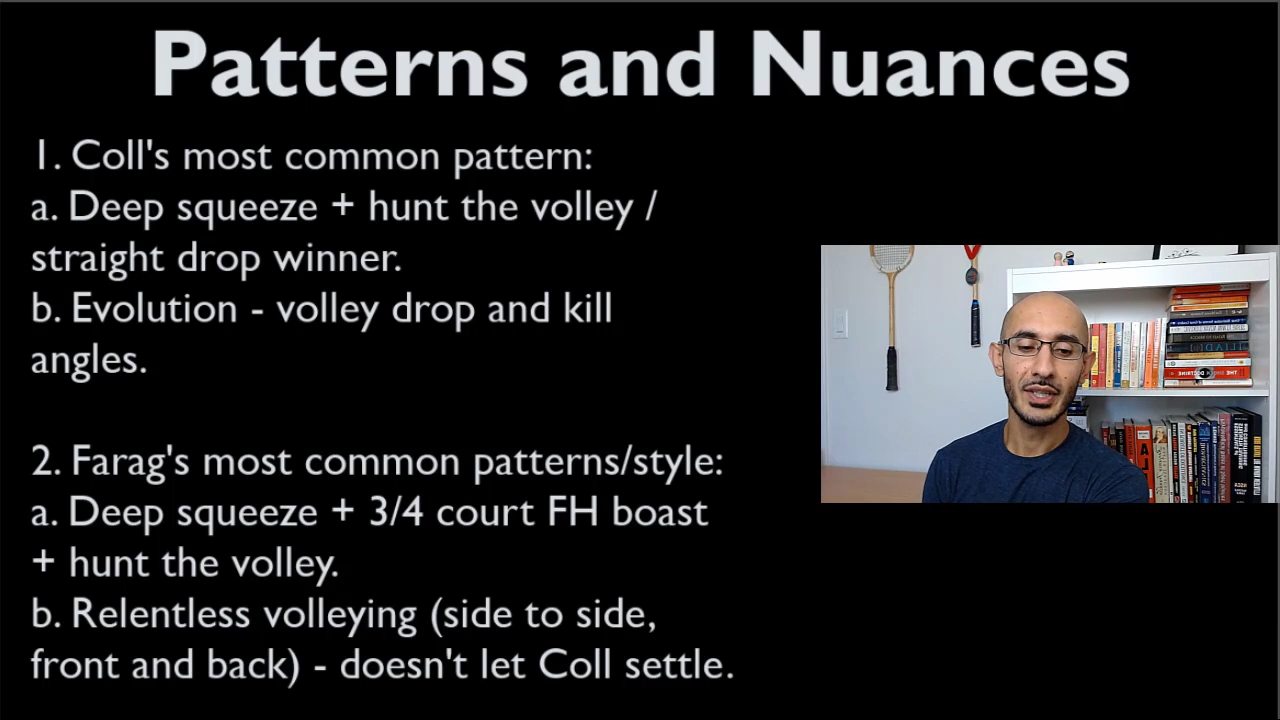 Patterns and Nuances
1. Coll's most common pattern:
a. Deep squeeze + hunt the volley /
straight drop winner.
b. Evolution - volley drop and kill
angles.
2. Farag's most common patterns/style:
a. Deep squeeze + 3/4 court FH boast
+ hunt the volley.
b. Relentless volleying (side to side,
front and back) - doesn't let Coll settle.